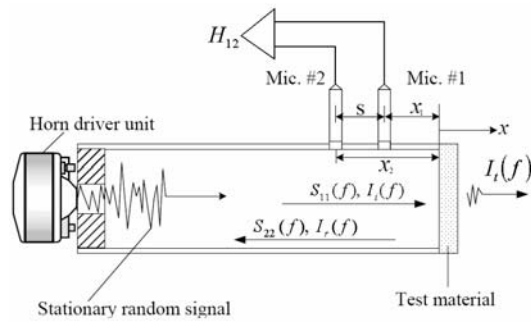 H₁₂
Mic. #2
Mic. #1
Horn driver unit
s
x₁
x
x₂
Iₜ(f)
S₁₁(f), Iᵢ(f)
S₂₂(f), Iᵣ(f)
Stationary random signal
Test material